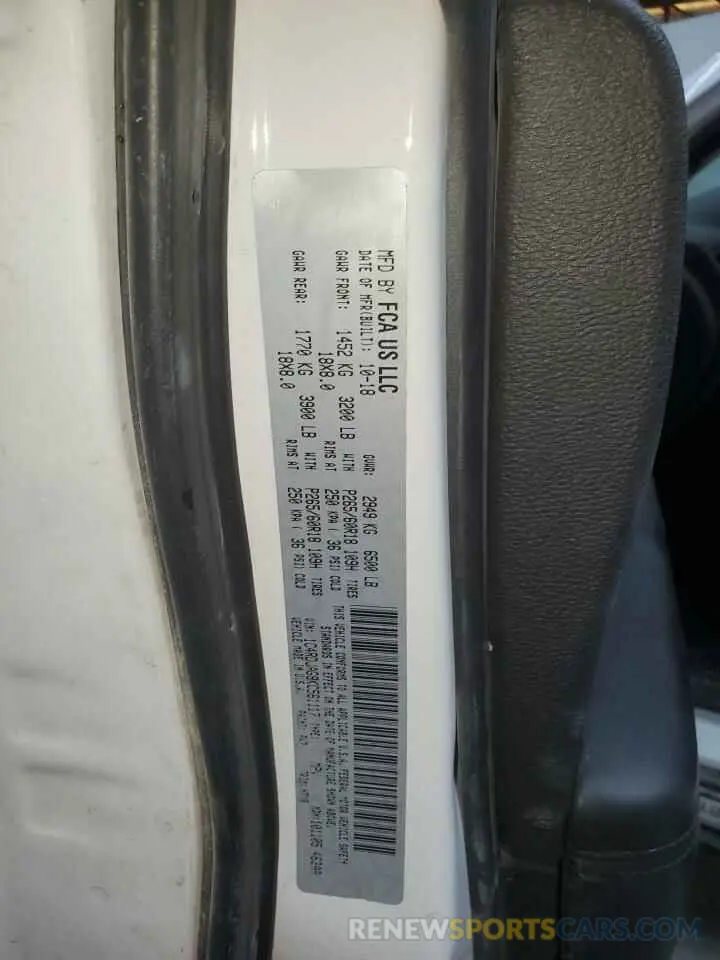 MFD BY FCA US LLC
DATE OF MFR(BUILT): 10-18 GVWR: 2949 KG 6500 LB
GAWR FRONT: 1452 KG 3200 LB WITH P265/60R18 109H TIRES
18X8.0 RIMS AT 250 KPA ( 36 PSI) COLD
GAWR REAR: 1770 KG 3900 LB WITH P265/60R18 109H TIRES
18X8.0 RIMS AT 250 KPA ( 36 PSI) COLD
THIS VEHICLE CONFORMS TO ALL APPLICABLE U.S.A. FEDERAL MOTOR VEHICLE SAFETY
STANDARDS IN EFFECT ON THE DATE OF MANUFACTURE SHOWN ABOVE.
VIN: TYPE: MPV
VEHICLE MADE IN U.S.A.
RENEWSPORTSCARS.COM